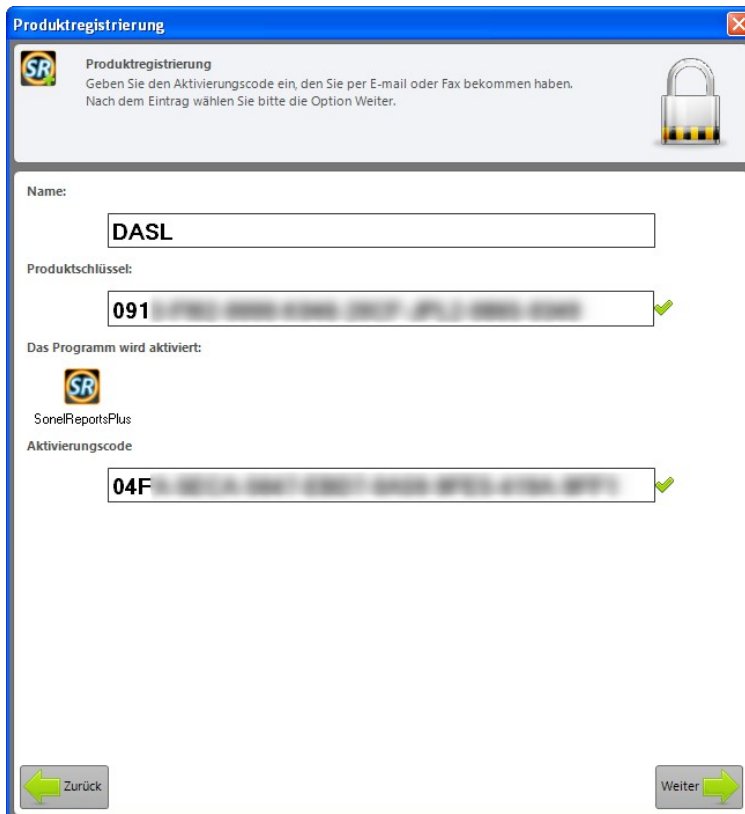 Produktregistrierung
SR
Produktregistrierung
Geben Sie den Aktivierungscode ein, den Sie per E-mail oder Fax bekommen haben.
Nach dem Eintrag wählen Sie bitte die Option Weiter.
Name:
DASL
Produktschlüssel:
091
Das Programm wird aktiviert:
SR
SonelReportsPlus
Aktivierungscode
04F
Zurück
Weiter